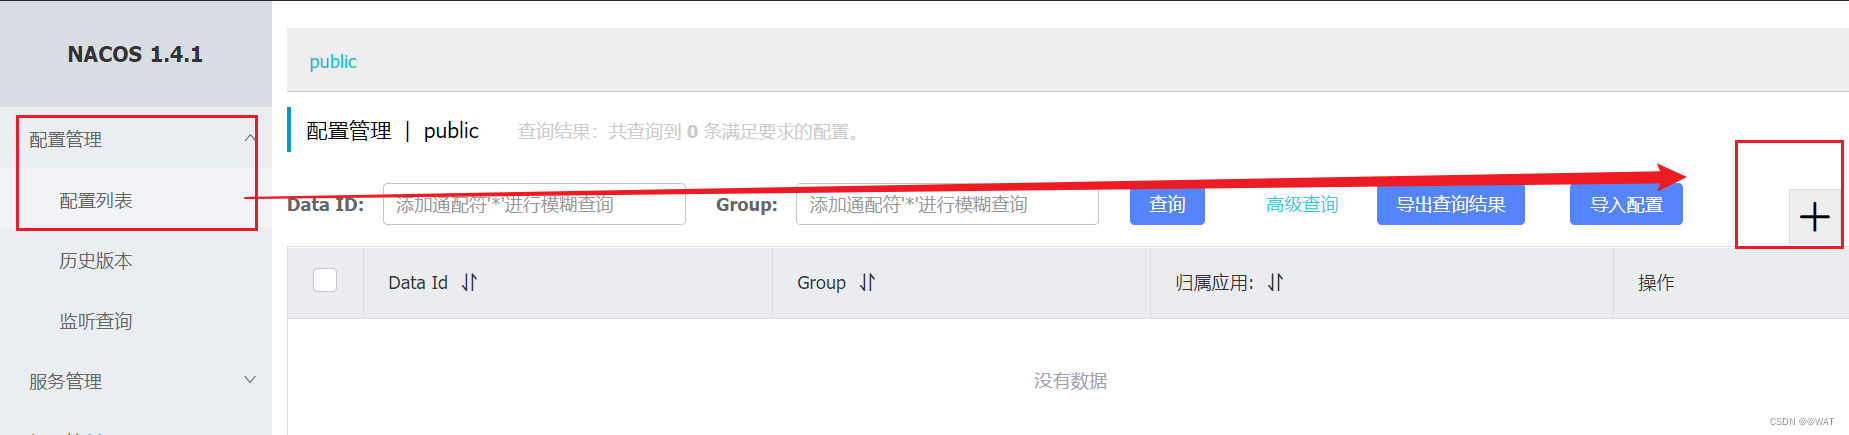 NACOS 1.4.1
public
配置管理
配置列表
历史版本
监听查询
服务管理
配置管理 | public 查询结果：共查询到 0 条满足要求的配置。
Data ID: 添加通配符'*'进行模糊查询 Group: 添加通配符'*'进行模糊查询 查询 高级查询 导出查询结果 导入配置
Data Id Group 归属应用: 操作
没有数据
CSDN @@WAT